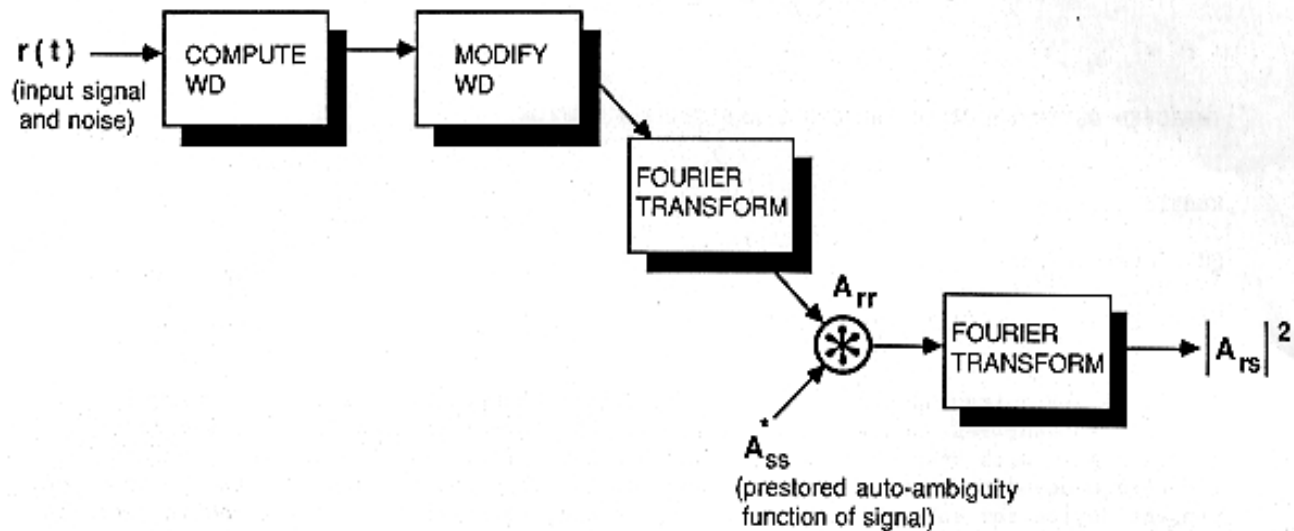 r(t)
(input signal
and noise)
COMPUTE
WD
MODIFY
WD
FOURIER
TRANSFORM
A_rr
*
A*_ss
(prestored auto-ambiguity
function of signal)
FOURIER
TRANSFORM
|A_rs|²